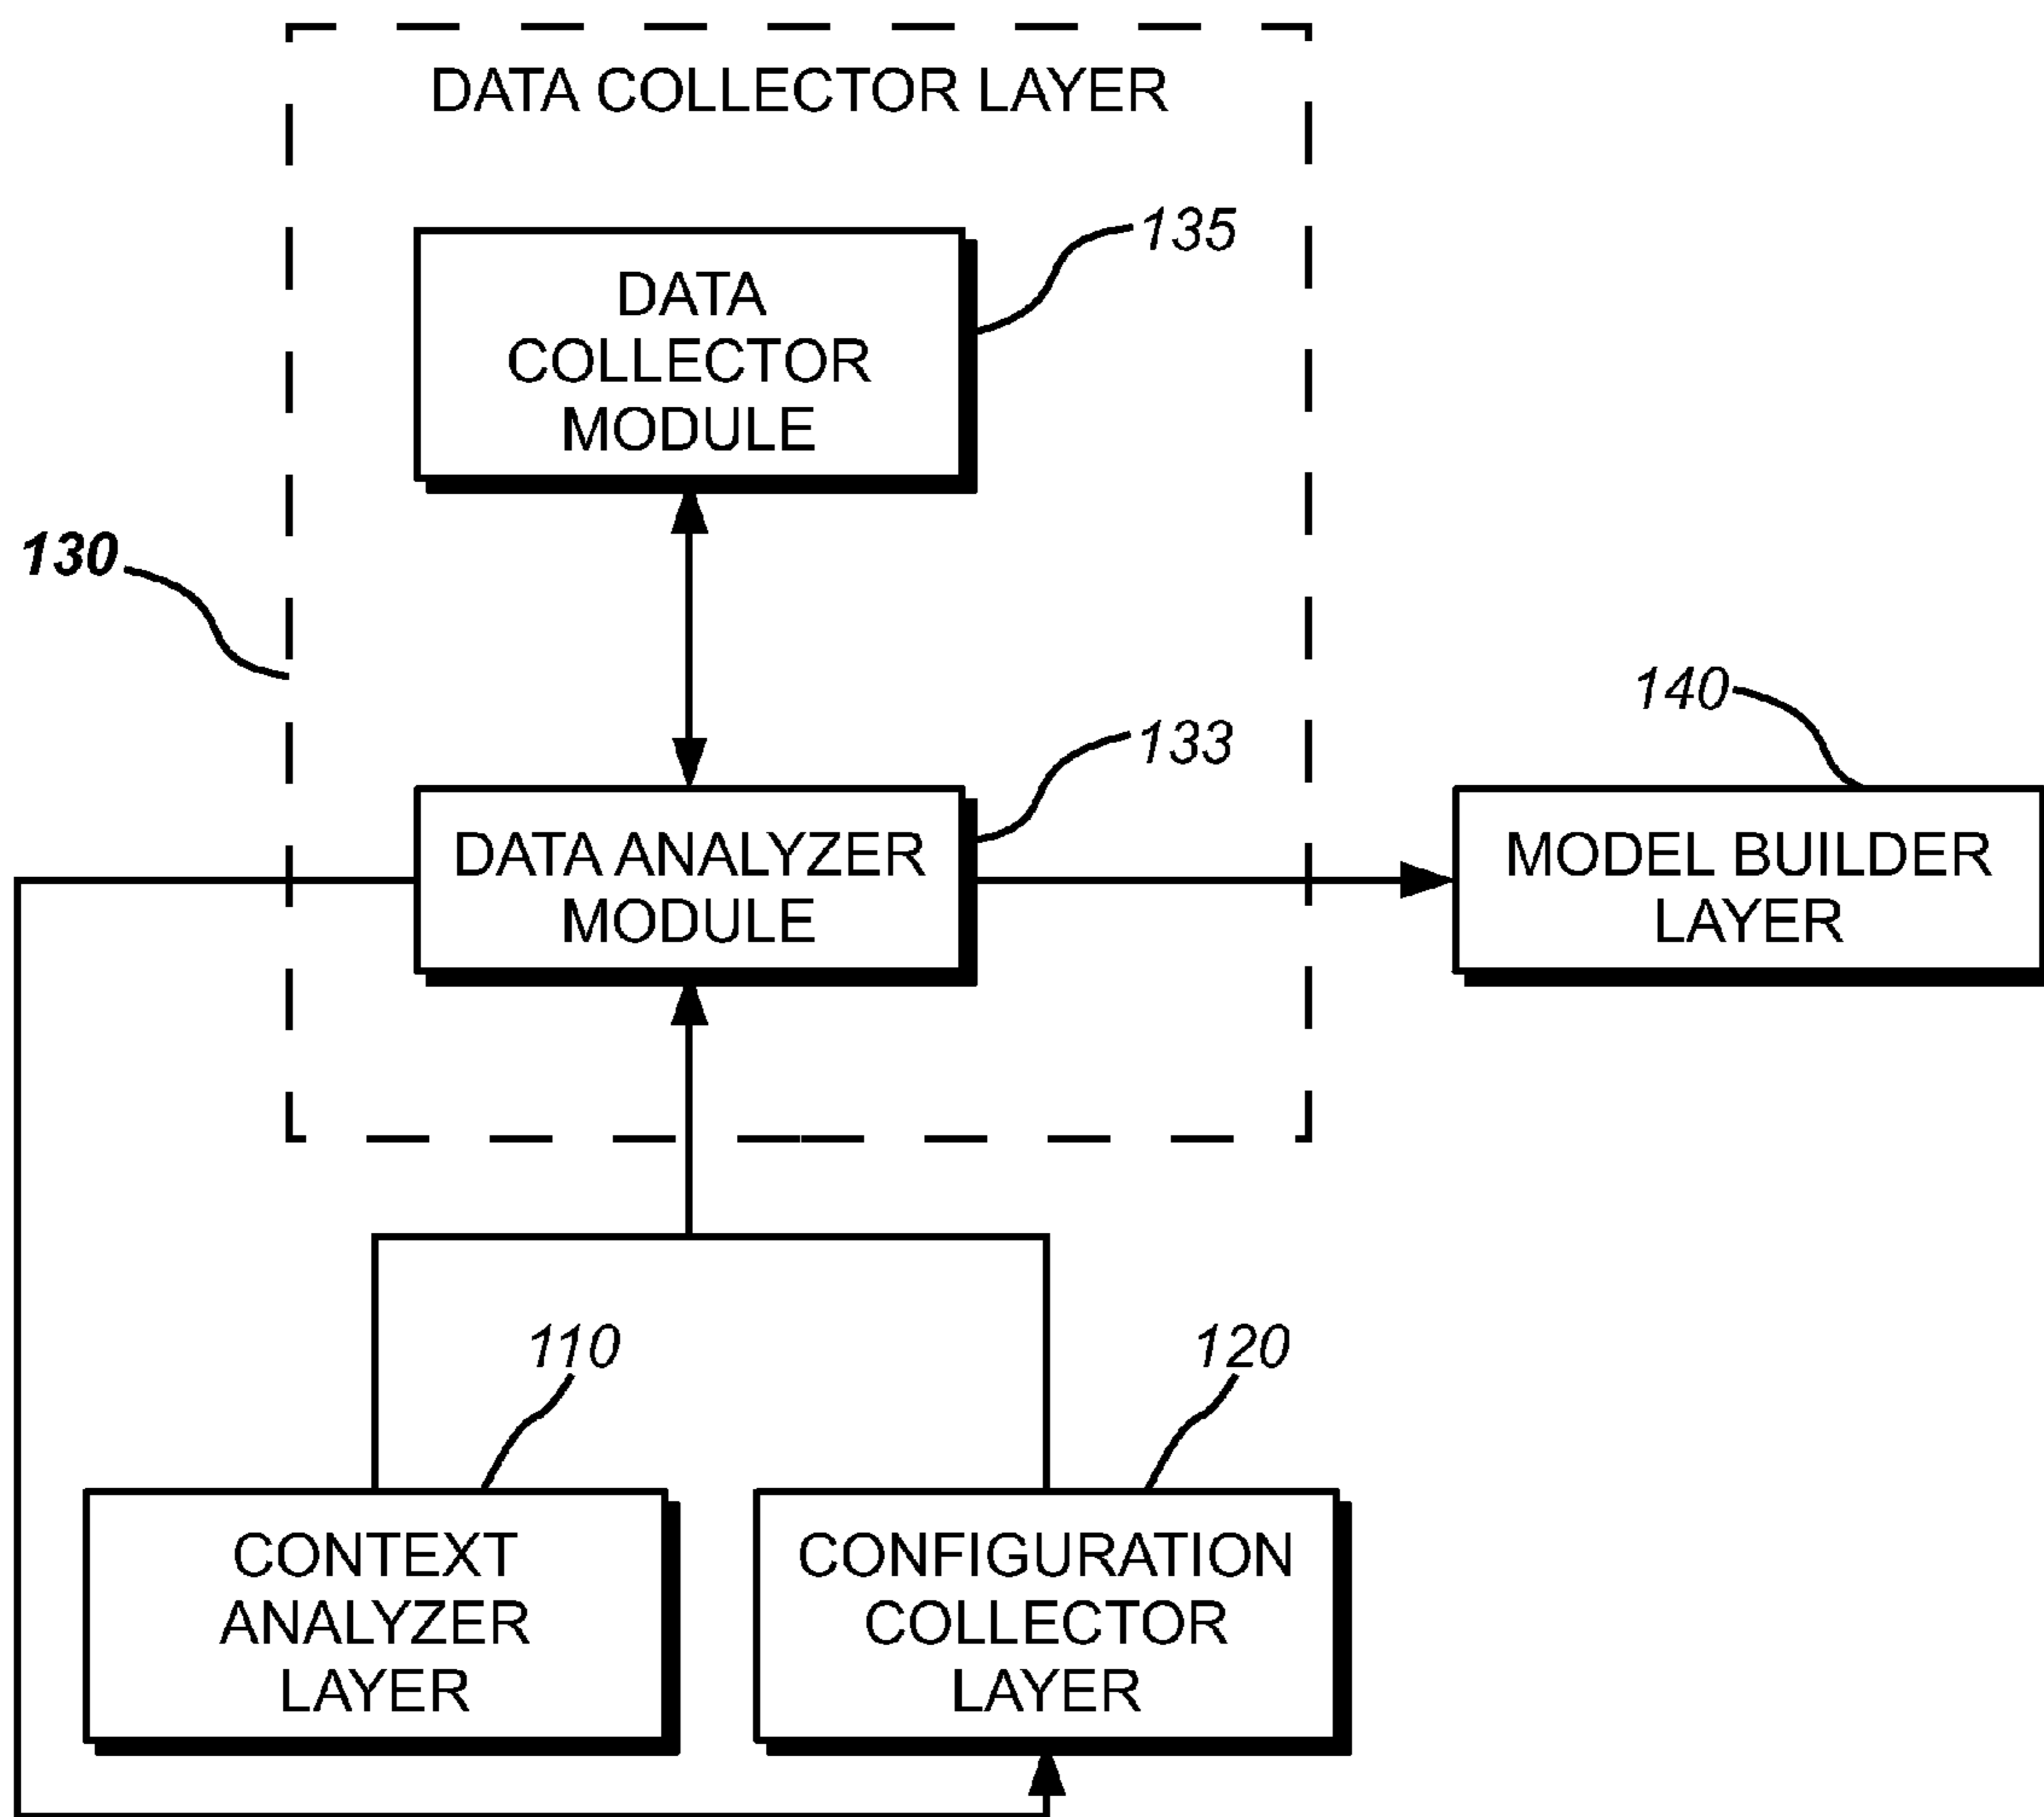 DATA COLLECTOR LAYER
135
DATA
COLLECTOR
MODULE
130
140
133
DATA ANALYZER
MODULE
MODEL BUILDER
LAYER
110
120
CONTEXT
ANALYZER
LAYER
CONFIGURATION
COLLECTOR
LAYER